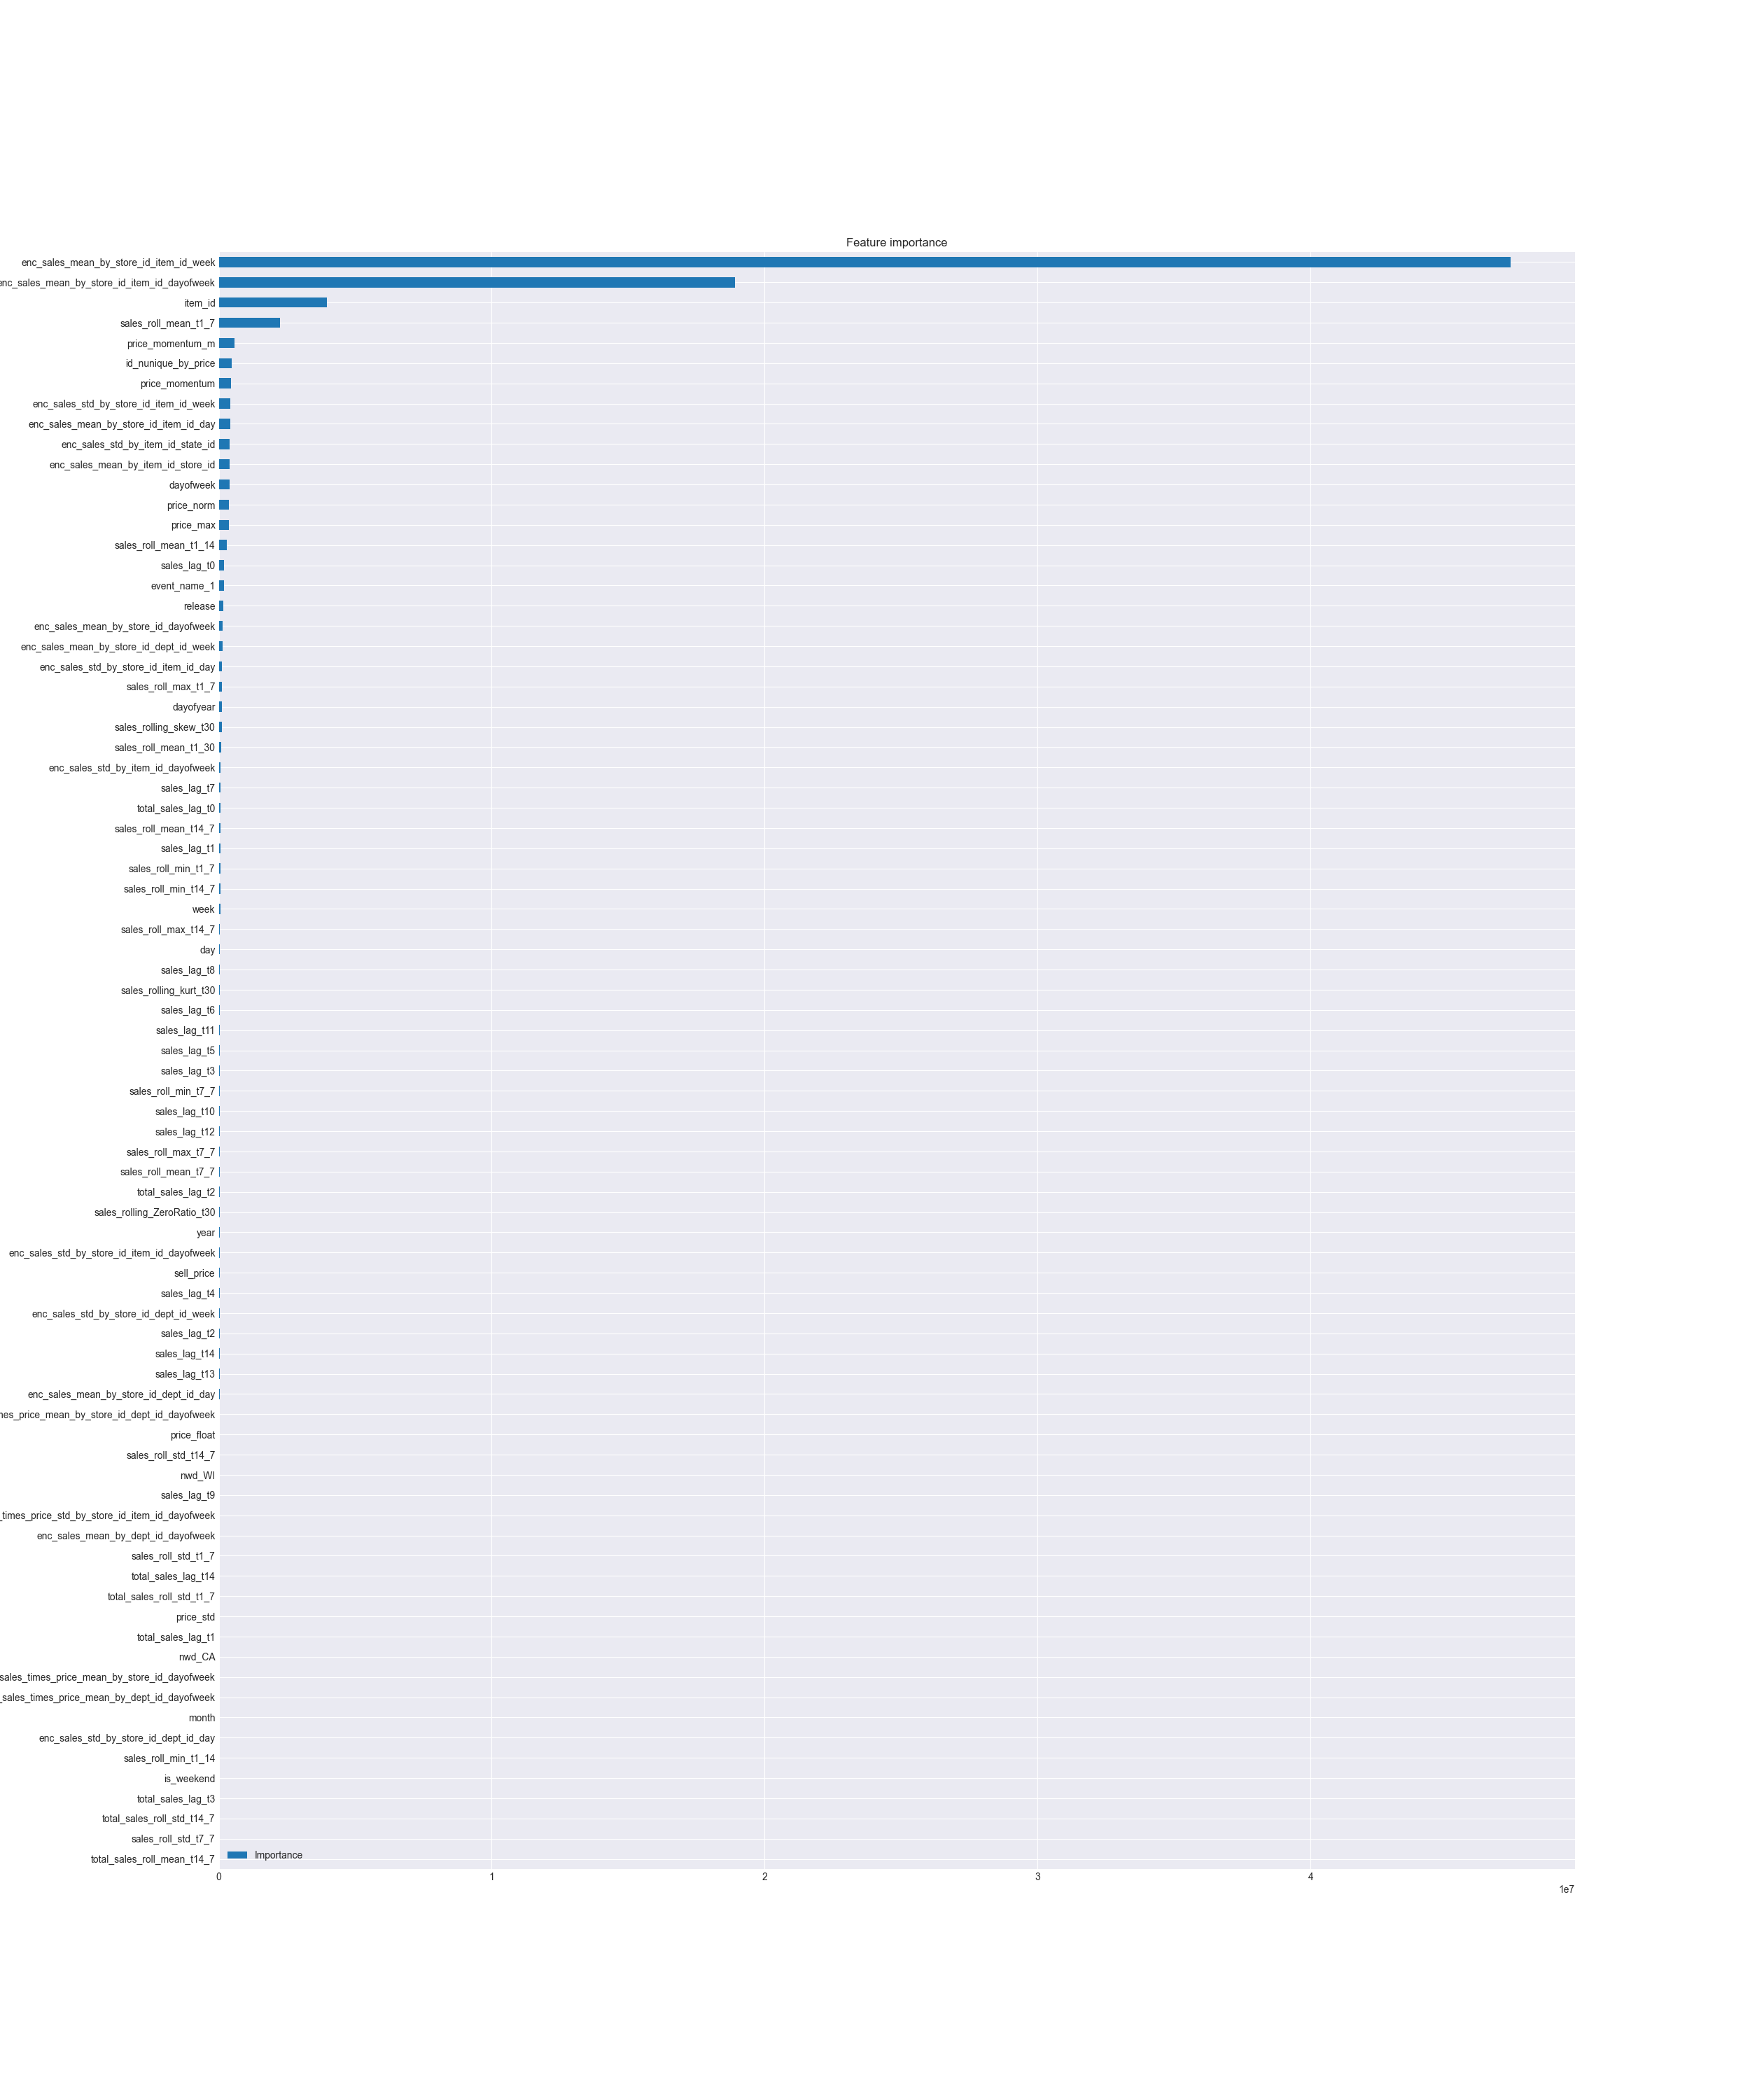 Feature importance
enc_sales_mean_by_store_id_item_id_week
enc_sales_mean_by_store_id_item_id_dayofweek
item_id
sales_roll_mean_t1_7
price_momentum_m
id_nunique_by_price
price_momentum
enc_sales_std_by_store_id_item_id_week
enc_sales_mean_by_store_id_item_id_day
enc_sales_std_by_item_id_state_id
enc_sales_mean_by_item_id_store_id
dayofweek
price_norm
price_max
sales_roll_mean_t1_14
sales_lag_t0
event_name_1
release
enc_sales_mean_by_store_id_dayofweek
enc_sales_mean_by_store_id_dept_id_week
enc_sales_std_by_store_id_item_id_day
sales_roll_max_t1_7
dayofyear
sales_rolling_skew_t30
sales_roll_mean_t1_30
enc_sales_std_by_item_id_dayofweek
sales_lag_t7
total_sales_lag_t0
sales_roll_mean_t14_7
sales_lag_t1
sales_roll_min_t1_7
sales_roll_min_t14_7
week
sales_roll_max_t14_7
day
sales_lag_t8
sales_rolling_kurt_t30
sales_lag_t6
sales_lag_t11
sales_lag_t5
sales_lag_t3
sales_roll_min_t7_7
sales_lag_t10
sales_lag_t12
sales_roll_max_t7_7
sales_roll_mean_t7_7
total_sales_lag_t2
sales_rolling_ZeroRatio_t30
year
enc_sales_std_by_store_id_item_id_dayofweek
sell_price
sales_lag_t4
enc_sales_std_by_store_id_dept_id_week
sales_lag_t2
sales_lag_t14
sales_lag_t13
enc_sales_mean_by_store_id_dept_id_day
mes_price_mean_by_store_id_dept_id_dayofweek
price_float
sales_roll_std_t14_7
nwd_WI
sales_lag_t9
_times_price_std_by_store_id_item_id_dayofweek
enc_sales_mean_by_dept_id_dayofweek
sales_roll_std_t1_7
total_sales_lag_t14
total_sales_roll_std_t1_7
price_std
total_sales_lag_t1
nwd_CA
sales_times_price_mean_by_store_id_dayofweek
_sales_times_price_mean_by_dept_id_dayofweek
month
enc_sales_std_by_store_id_dept_id_day
sales_roll_min_t1_14
is_weekend
total_sales_lag_t3
total_sales_roll_std_t14_7
sales_roll_std_t7_7
total_sales_roll_mean_t14_7
Importance
0 1 2 3 4
1e7